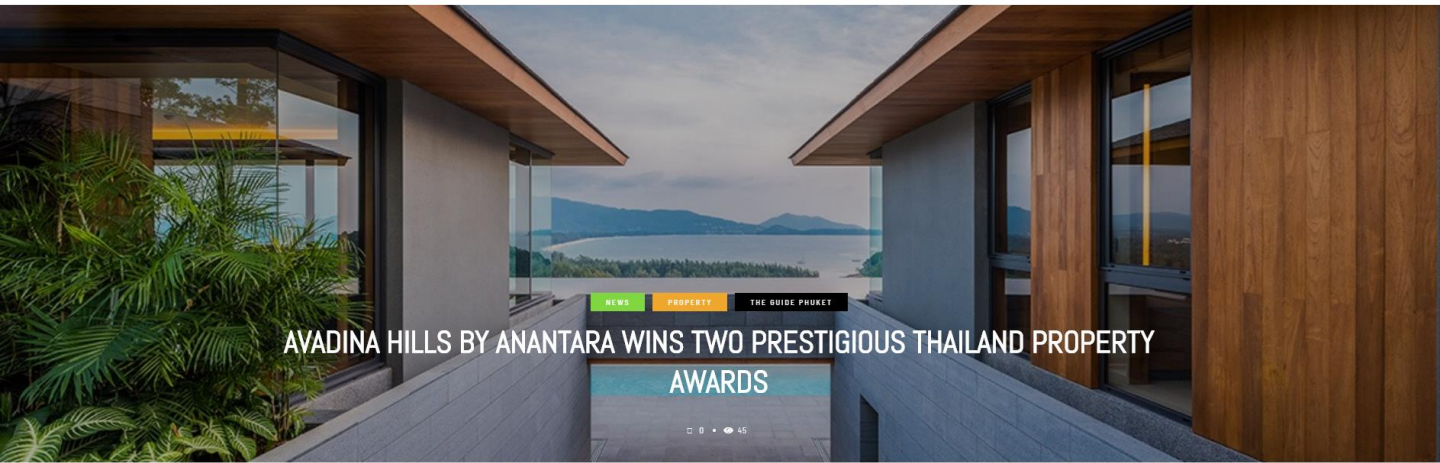 NEWS PROPERTY THE GUIDE PHUKET
AVADINA HILLS BY ANANTARA WINS TWO PRESTIGIOUS THAILAND PROPERTY
AWARDS
0 • 45